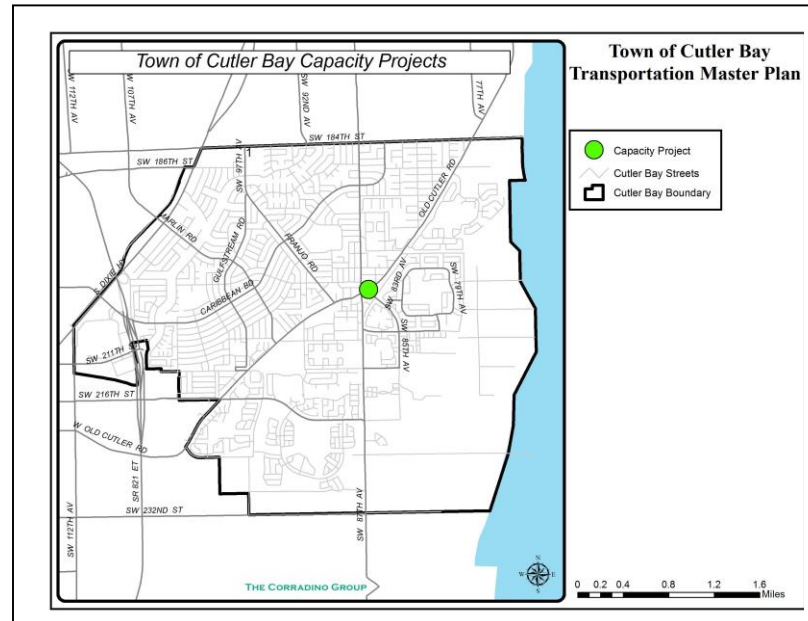 Town of Cutler Bay Capacity Projects
Town of Cutler Bay
Transportation Master Plan
Capacity Project
Cutler Bay Streets
Cutler Bay Boundary
SW 112TH AV
SW 107TH AV
SW 92ND AV
77TH AV
SW 184TH ST
SW 186TH ST
1
SW 97TH AV
OLD CUTLER RD
MARLIN RD
GULFSTREAM RD
FRANJO RD
S DIXIE HY
CARIBBEAN BD
SW 83RD AV
SW 79TH AV
SW 85TH AV
SW 211TH ST
SW 216TH ST
W OLD CUTLER RD
SR 821 ET
SW 112TH AV
SW 232ND ST
SW 87TH AV
THE CORRADINO GROUP
N
W E
S
0 0.2 0.4 0.8 1.2 1.6
Miles